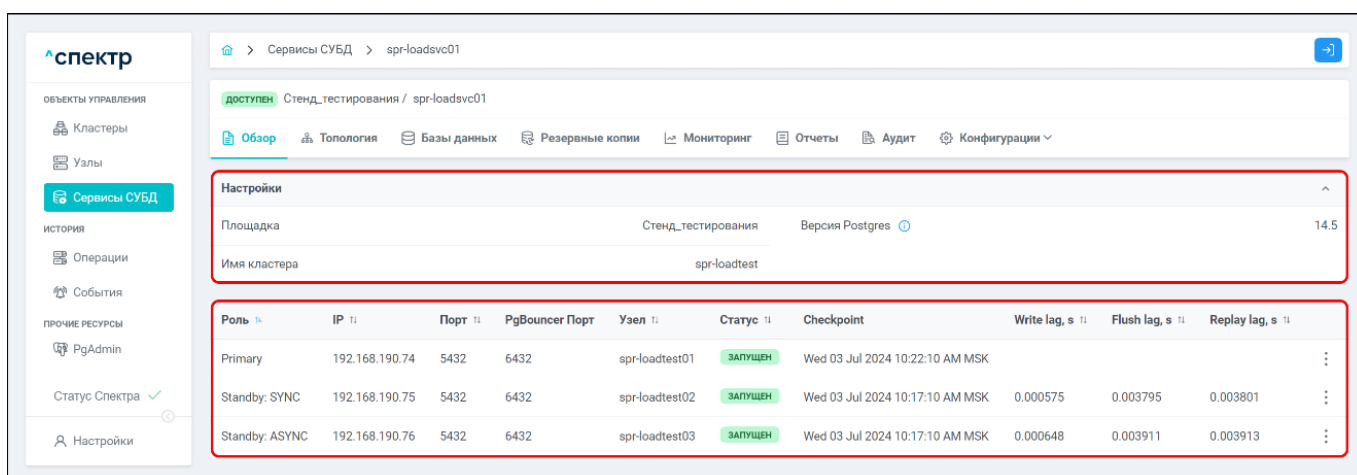 ^спектр
ОБЪЕКТЫ УПРАВЛЕНИЯ
Кластеры
Узлы
Сервисы СУБД
ИСТОРИЯ
Операции
События
ПРОЧИЕ РЕСУРСЫ
PgAdmin
Статус Спектра
Настройки
> Сервисы СУБД > spr-loadsvc01
ДОСТУПЕН Стенд_тестирования / spr-loadsvc01
Обзор Топология Базы данных Резервные копии Мониторинг Отчеты Аудит Конфигурации
Настройки
Площадка Стенд_тестирования Версия Postgres 14.5
Имя кластера spr-loadtest
Роль IP Порт PgBouncer Порт Узел Статус Checkpoint Write lag, s Flush lag, s Replay lag, s
Primary 192.168.190.74 5432 6432 spr-loadtest01 ЗАПУЩЕН Wed 03 Jul 2024 10:22:10 AM MSK
Standby: SYNC 192.168.190.75 5432 6432 spr-loadtest02 ЗАПУЩЕН Wed 03 Jul 2024 10:17:10 AM MSK 0.000575 0.003795 0.003801
Standby: ASYNC 192.168.190.76 5432 6432 spr-loadtest03 ЗАПУЩЕН Wed 03 Jul 2024 10:17:10 AM MSK 0.000648 0.003911 0.003913